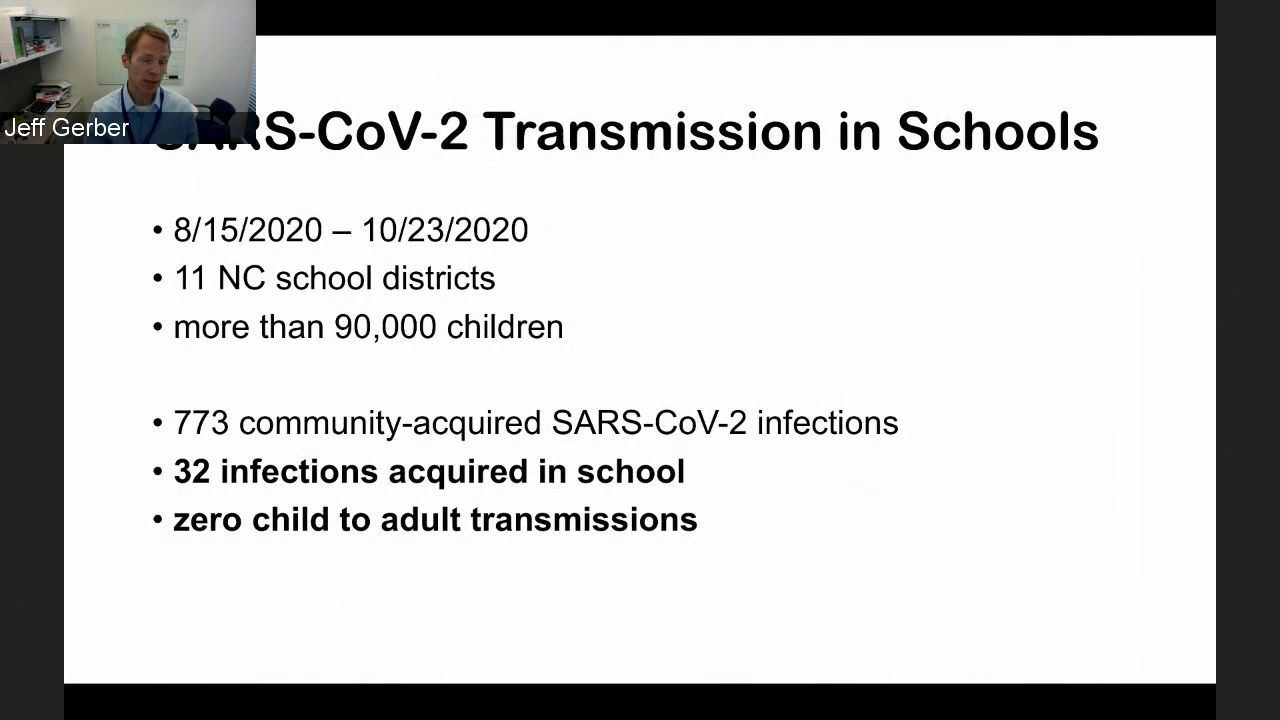 Jeff Gerber
SARS-CoV-2 Transmission in Schools
• 8/15/2020 – 10/23/2020
• 11 NC school districts
• more than 90,000 children
• 773 community-acquired SARS-CoV-2 infections
• 32 infections acquired in school
• zero child to adult transmissions